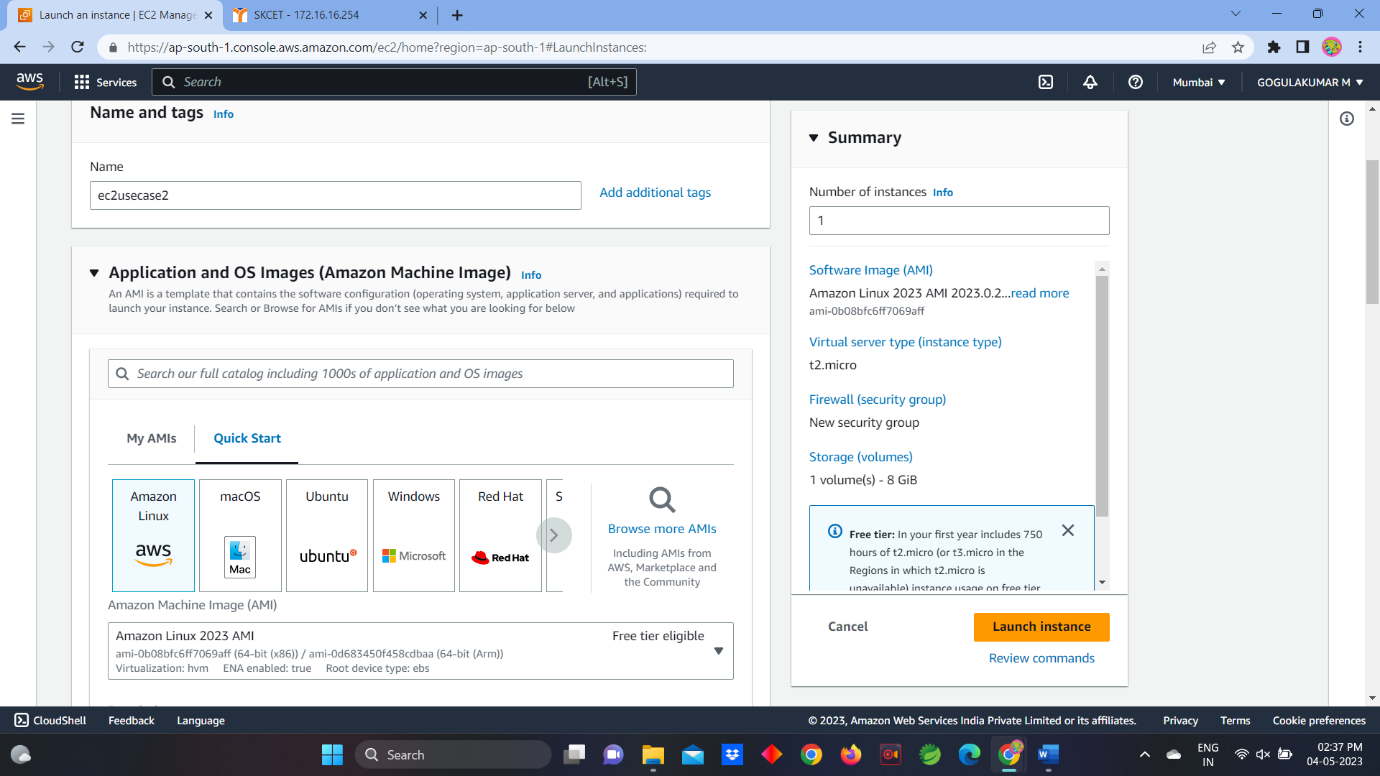 Launch an instance | EC2 Manage
SKCET - 172.16.16.254
https://ap-south-1.console.aws.amazon.com/ec2/home?region=ap-south-1#LaunchInstances:
aws
Services
Search
[Alt+S]
Mumbai
GOGULAKUMAR M
Name and tags Info
Name
ec2usecase2
Add additional tags
Application and OS Images (Amazon Machine Image) Info
An AMI is a template that contains the software configuration (operating system, application server, and applications) required to
launch your instance. Search or Browse for AMIs if you don't see what you are looking for below
Search our full catalog including 1000s of application and OS images
My AMIs
Quick Start
Amazon
Linux
aws
macOS
Mac
Ubuntu
ubuntu
Windows
Microsoft
Red Hat
Red Hat
S
Browse more AMIs
Including AMIs from
AWS, Marketplace and
the Community
Amazon Machine Image (AMI)
Amazon Linux 2023 AMI
Free tier eligible
ami-0b08bfc6ff7069aff (64-bit (x86)) / ami-0d683450f458cdbaa (64-bit (Arm))
Virtualization: hvm ENA enabled: true Root device type: ebs
Summary
Number of instances Info
1
Software Image (AMI)
Amazon Linux 2023 AMI 2023.0.2...read more
ami-0b08bfc6ff7069aff
Virtual server type (instance type)
t2.micro
Firewall (security group)
New security group
Storage (volumes)
1 volume(s) - 8 GiB
Free tier: In your first year includes 750
hours of t2.micro (or t3.micro in the
Regions in which t2.micro is
unavailable) instance usage on free tier
Cancel
Launch instance
Review commands
CloudShell
Feedback
Language
© 2023, Amazon Web Services India Private Limited or its affiliates.
Privacy
Terms
Cookie preferences
Search
ENG
IN
02:37 PM
04-05-2023